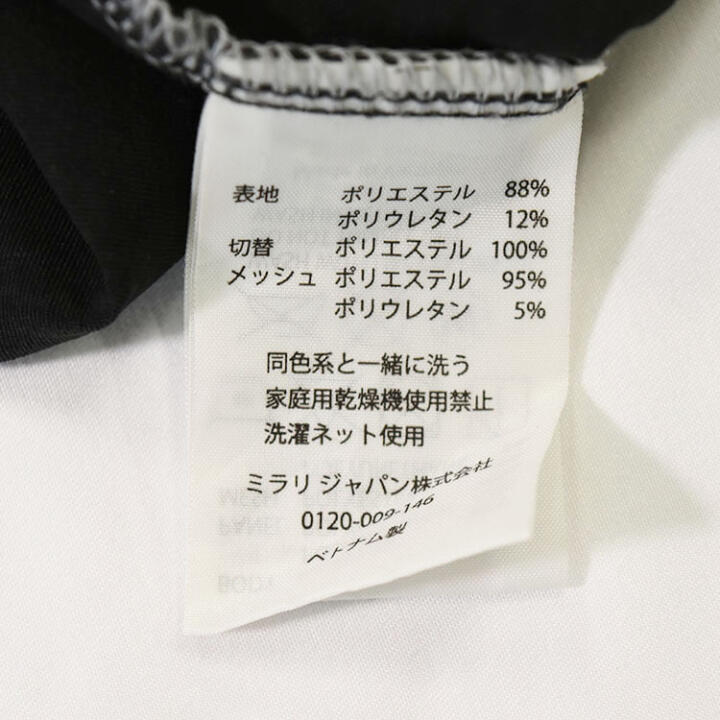 表地 ポリエステル 88%
ポリウレタン 12%
切替 ポリエステル 100%
メッシュ ポリエステル 95%
ポリウレタン 5%
同色系と一緒に洗う
家庭用乾燥機使用禁止
洗濯ネット使用
ミラリ ジャパン株式会社
0120-009-146
ベトナム製